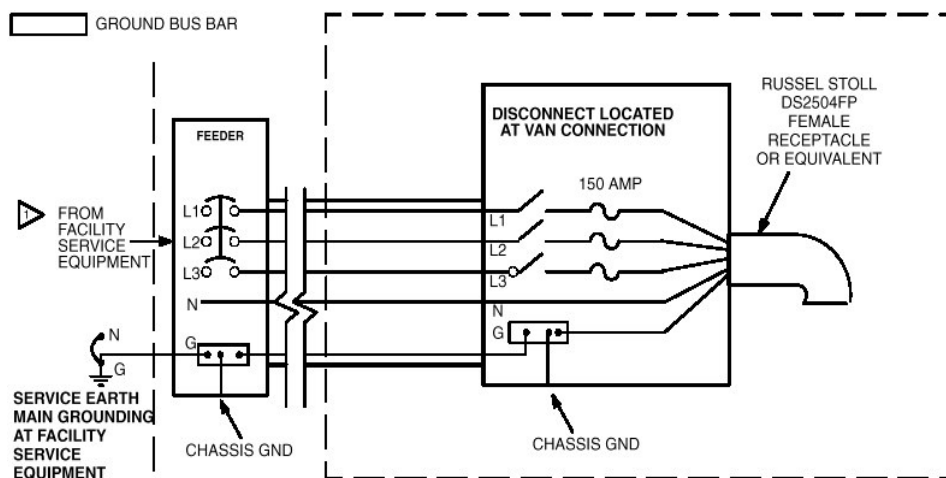 GROUND BUS BAR
RUSSEL STOLL
DS2504FP
FEMALE
RECEPTACLE
OR EQUIVALENT
DISCONNECT LOCATED
AT VAN CONNECTION
FEEDER
150 AMP
1
FROM
FACILITY
SERVICE
EQUIPMENT
L1
L2
L3
N
G
L1
L2
L3
N
G
N
G
SERVICE EARTH
MAIN GROUNDING
AT FACILITY
SERVICE
EQUIPMENT
CHASSIS GND
CHASSIS GND